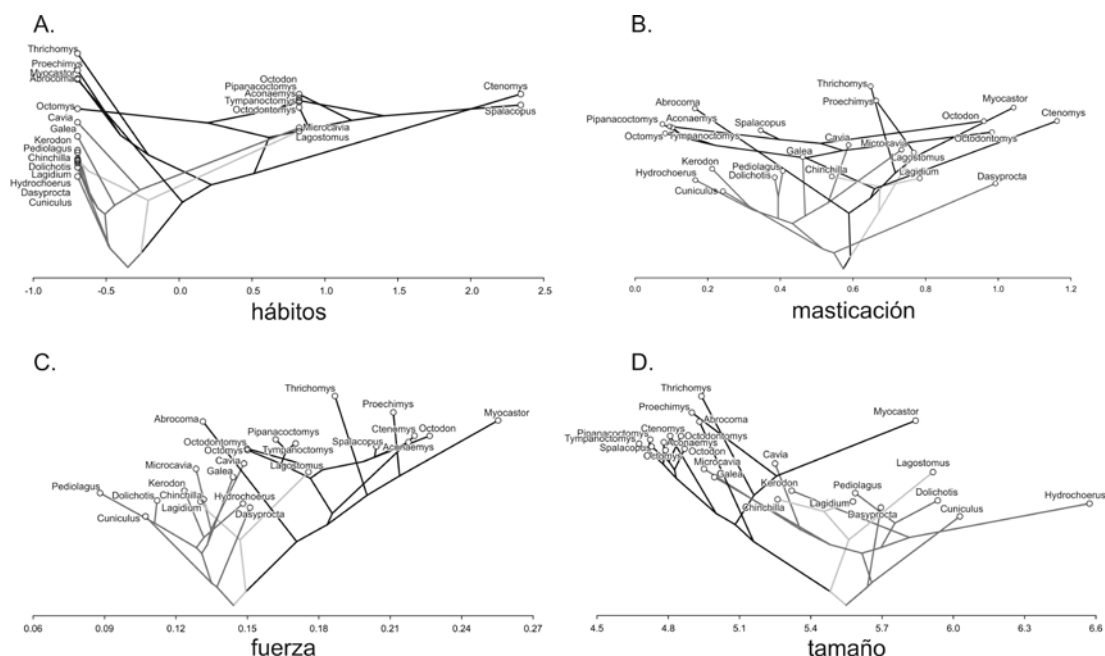 A.
Thrichomys
Proechimys
Myocastor
Abrocoma
Octomys
Cavia
Galea
Kerodon
Pediolagus
Chinchilla
Dolichotis
Lagidium
Hydrochoerus
Dasyprocta
Cuniculus
Octodon
Pipanacoctomys
Aconaemys
Tympanoctomys
Octodontomys
Microcavia
Lagostomus
Ctenomys
Spalacopus
-1.0 -0.5 0.0 0.5 1.0 1.5 2.0 2.5
hábitos
B.
Thrichomys
Abrocoma
Proechimys
Myocastor
Pipanacoctomys
Aconaemys
Spalacopus
Octodon
Ctenomys
Octomys
Tympanoctomys
Cavia
Octodontomys
Microcavia
Galea
Lagostomus
Kerodon
Pediolagus
Chinchilla
Lagidium
Hydrochoerus
Dolichotis
Dasyprocta
Cuniculus
0.0 0.2 0.4 0.6 0.8 1.0 1.2
masticación
C.
Thrichomys
Proechimys
Abrocoma
Myocastor
Pipanacoctomys
Ctenomys
Octodon
Octodontomys
Octomys
Tympanoctomys
Spalacopus
Aconaemys
Cavia
Microcavia
Galea
Lagostomus
Pediolagus
Kerodon
Dolichotis
Chinchilla
Hydrochoerus
Lagidium
Dasyprocta
Cuniculus
0.06 0.09 0.12 0.15 0.18 0.21 0.24 0.27
fuerza
D.
Thrichomys
Proechimys
Abrocoma
Myocastor
Pipanacoctomys
Octodontomys
Tympanoctomys
Aconaemys
Spalacopus
Octodon
Octomys
Cavia
Microcavia
Lagostomus
Galea
Kerodon
Pediolagus
Dolichotis
Chinchilla
Lagidium
Hydrochoerus
Dasyprocta
Cuniculus
4.5 4.8 5.1 5.4 5.7 6.0 6.3 6.6
tamaño